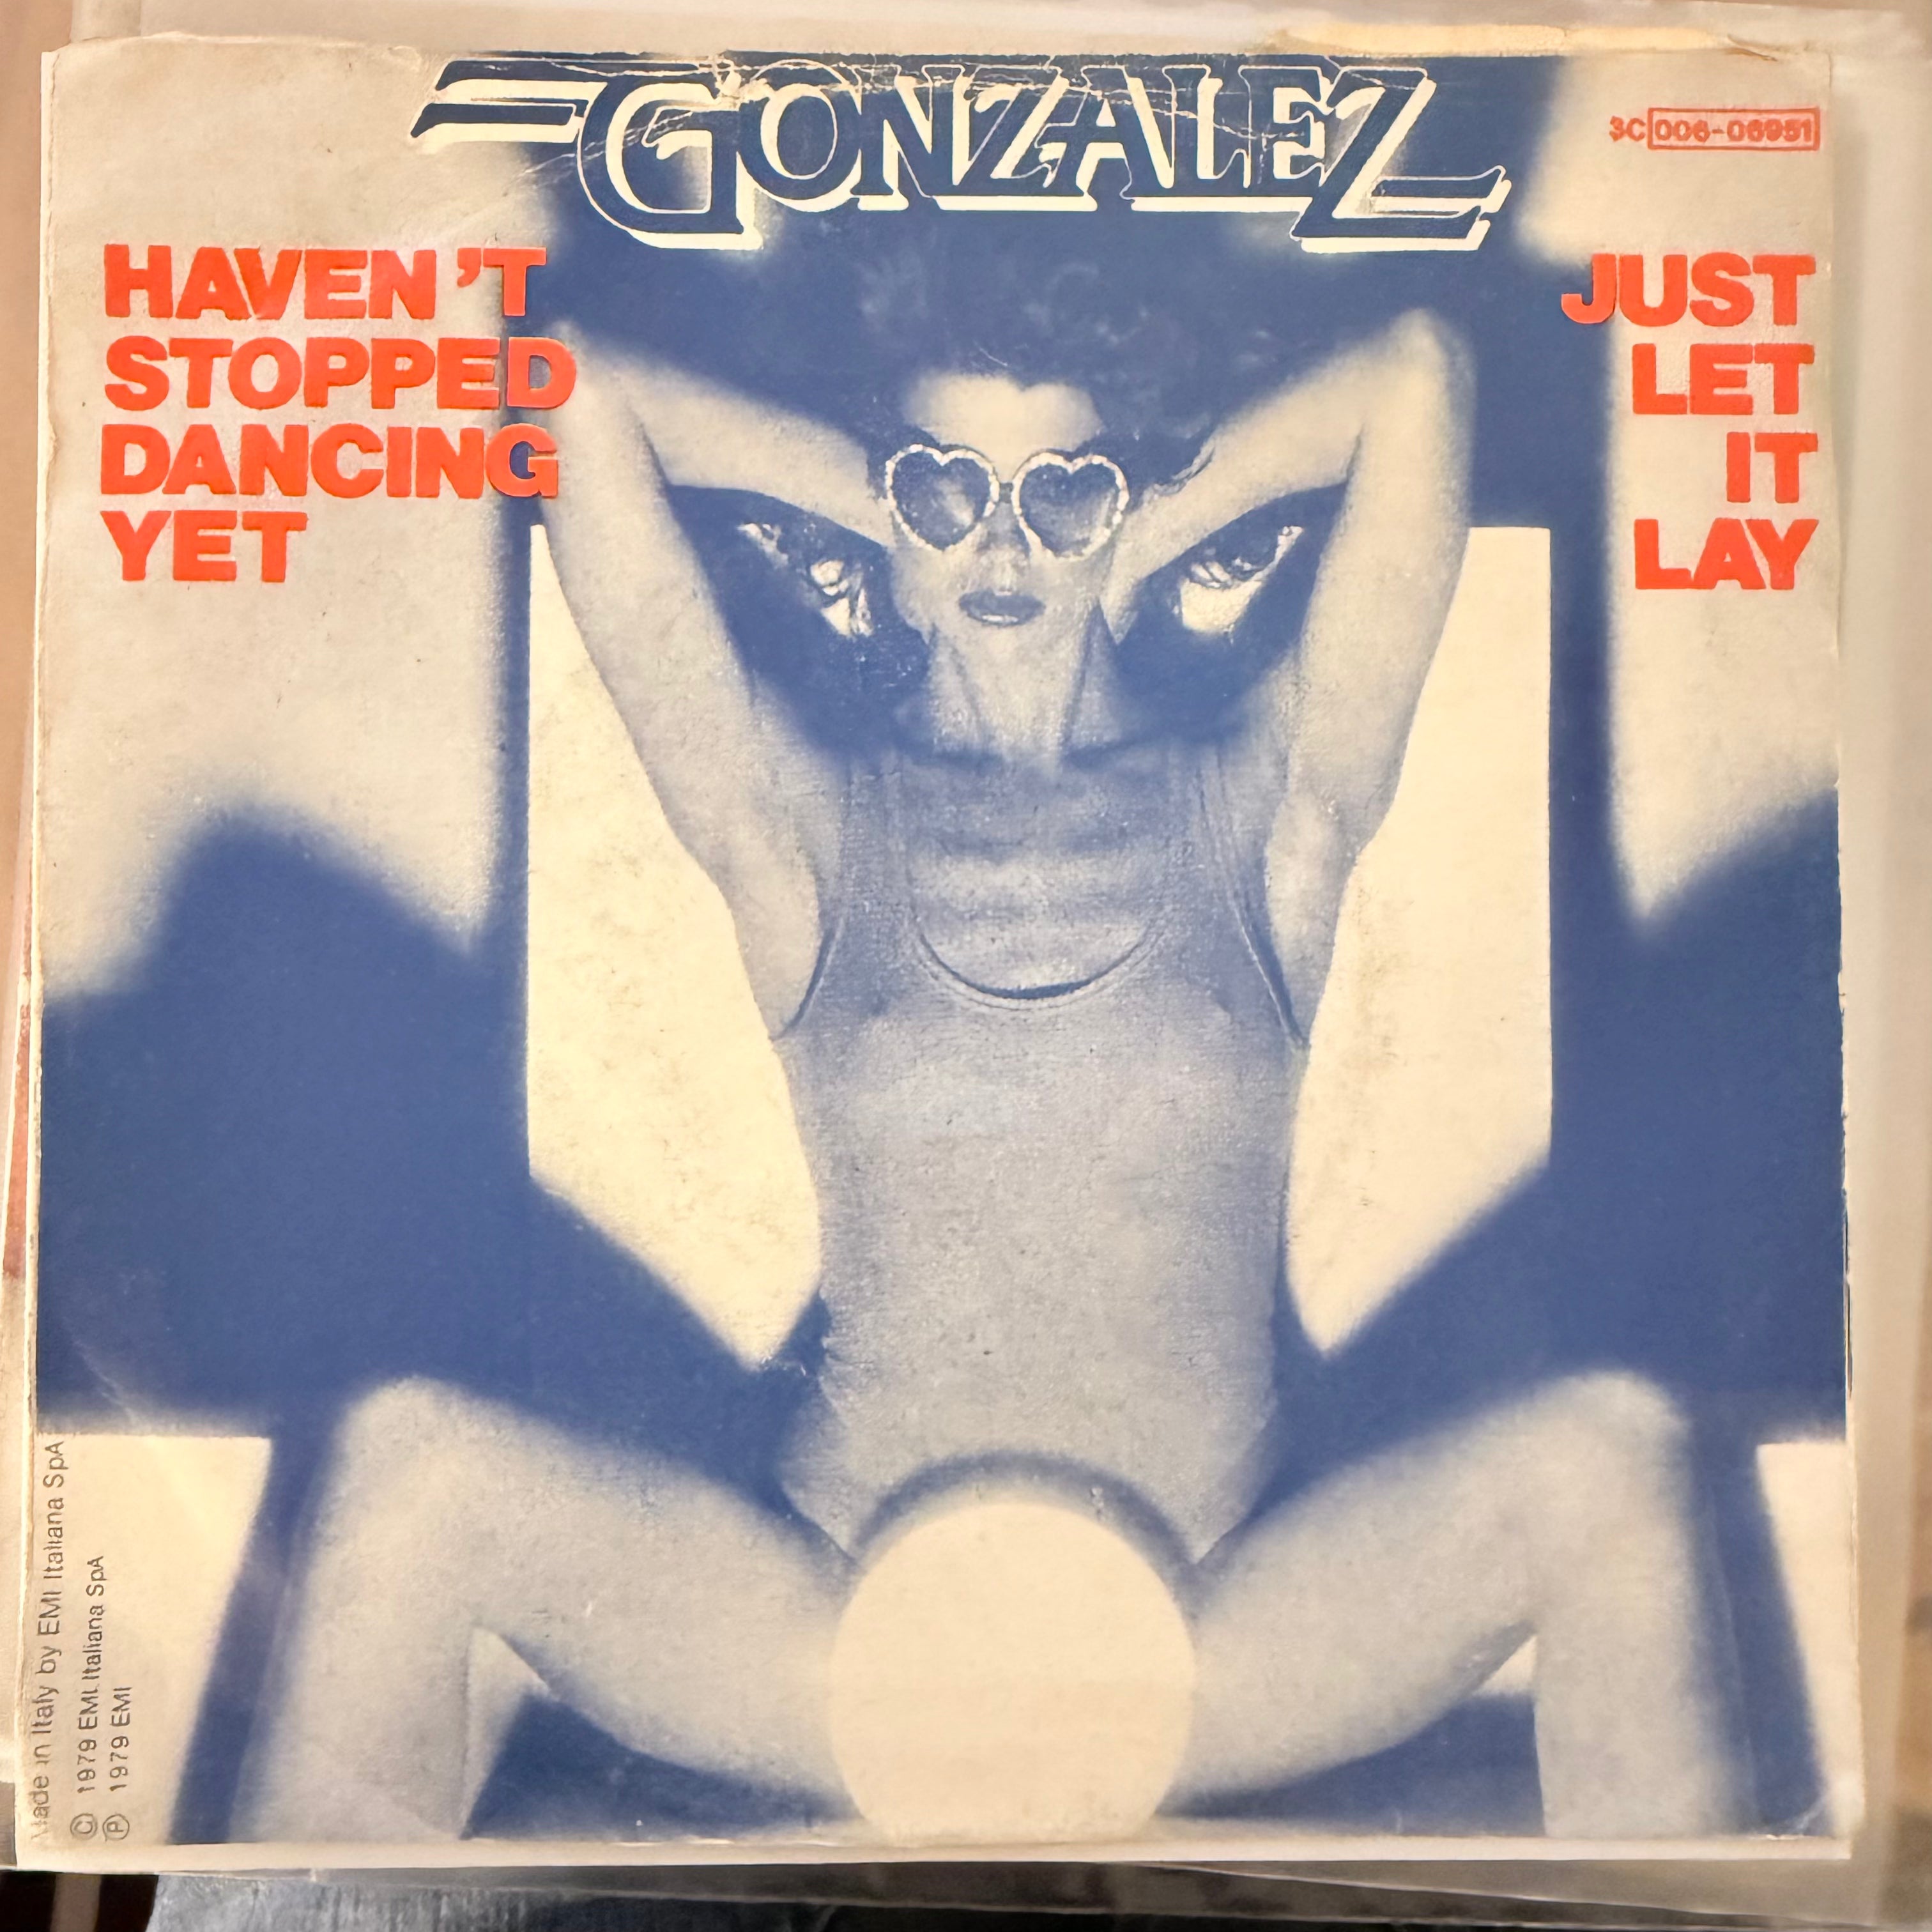 GONZALEZ
3C 006-06951
HAVEN'T
STOPPED
DANCING
YET
JUST
LET
IT
LAY
Made in Italy by EMI Italiana SpA
© 1979 EMI Italiana SpA
℗ 1979 EMI